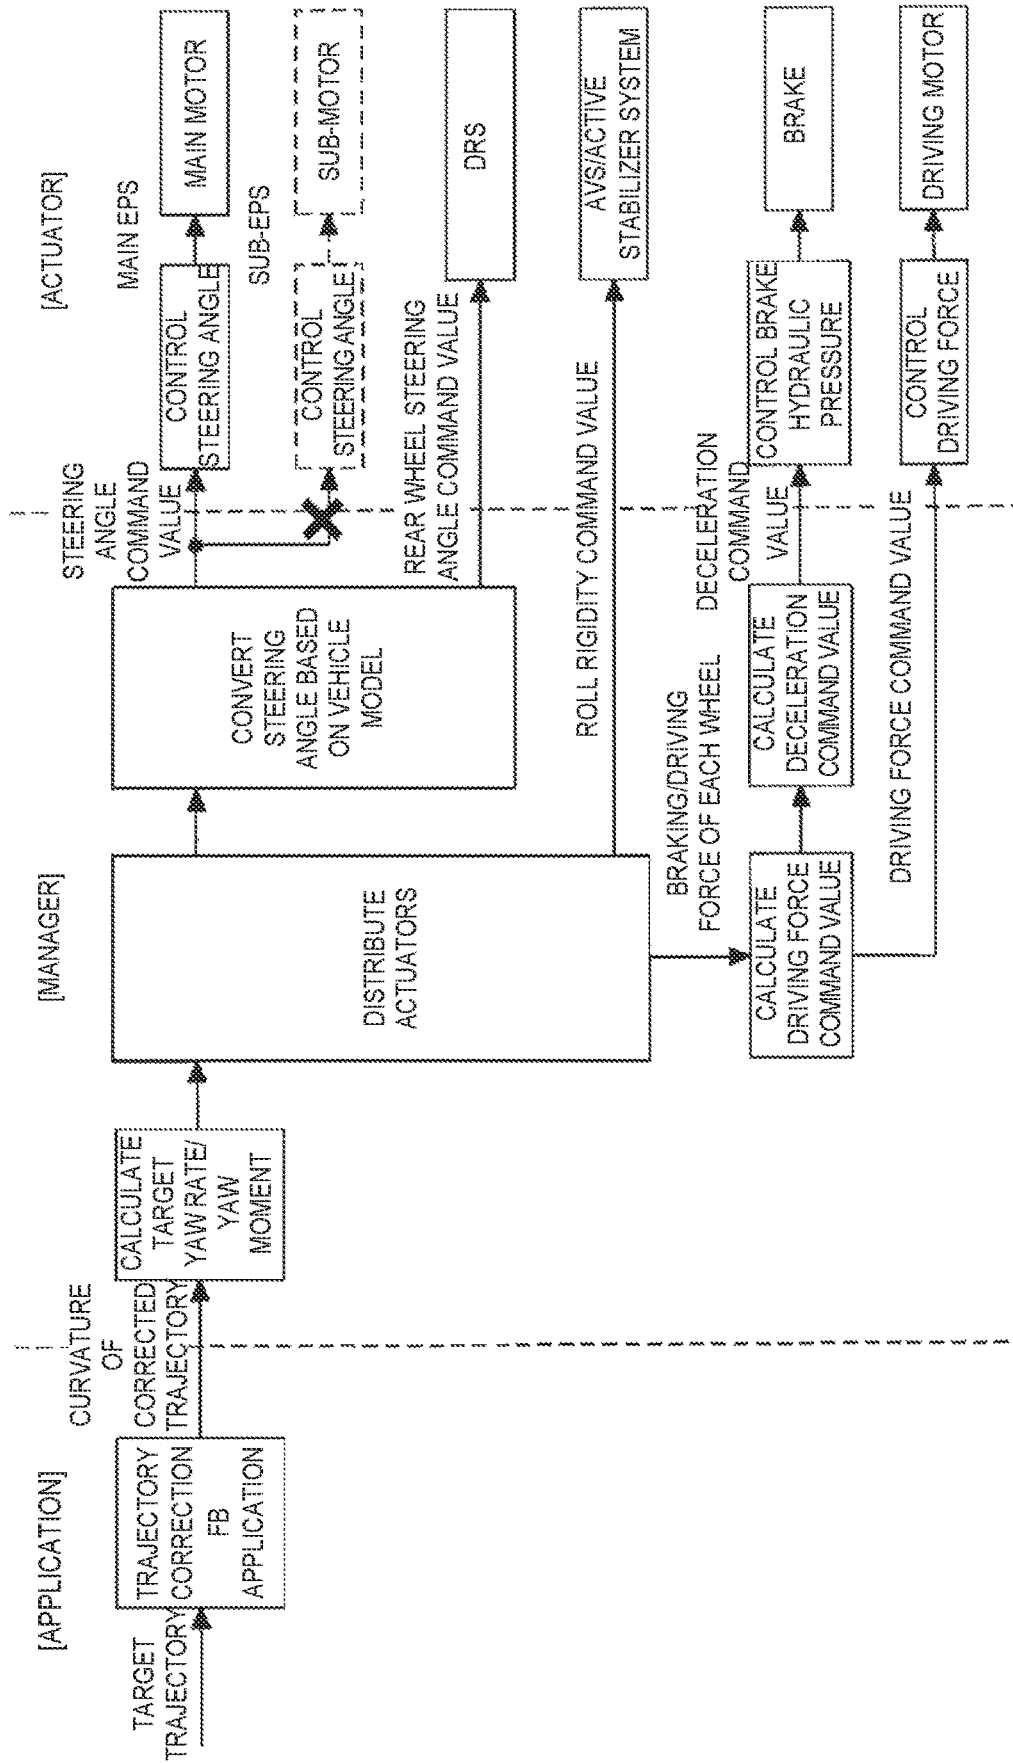 [APPLICATION]
[MANAGER]
[ACTUATOR]
TARGET
TRAJECTORY
TRAJECTORY
CORRECTION
FB
APPLICATION
CURVATURE
OF
CORRECTED
TRAJECTORY
CALCULATE
TARGET
YAW RATE/
YAW
MOMENT
DISTRIBUTE
ACTUATORS
CONVERT
STEERING
ANGLE BASED
ON VEHICLE
MODEL
STEERING
ANGLE
COMMAND
VALUE
MAIN EPS
CONTROL
STEERING ANGLE
MAIN MOTOR
SUB-EPS
CONTROL
STEERING ANGLE
SUB-MOTOR
REAR WHEEL STEERING
ANGLE COMMAND VALUE
DRS
ROLL RIGIDITY COMMAND VALUE
AVS/ACTIVE
STABILIZER SYSTEM
BRAKING/DRIVING
FORCE OF EACH WHEEL
CALCULATE
DRIVING FORCE
COMMAND VALUE
CALCULATE
DECELERATION
COMMAND VALUE
DECELERATION
COMMAND
VALUE
CONTROL BRAKE
HYDRAULIC
PRESSURE
BRAKE
DRIVING FORCE COMMAND VALUE
CONTROL
DRIVING FORCE
DRIVING MOTOR